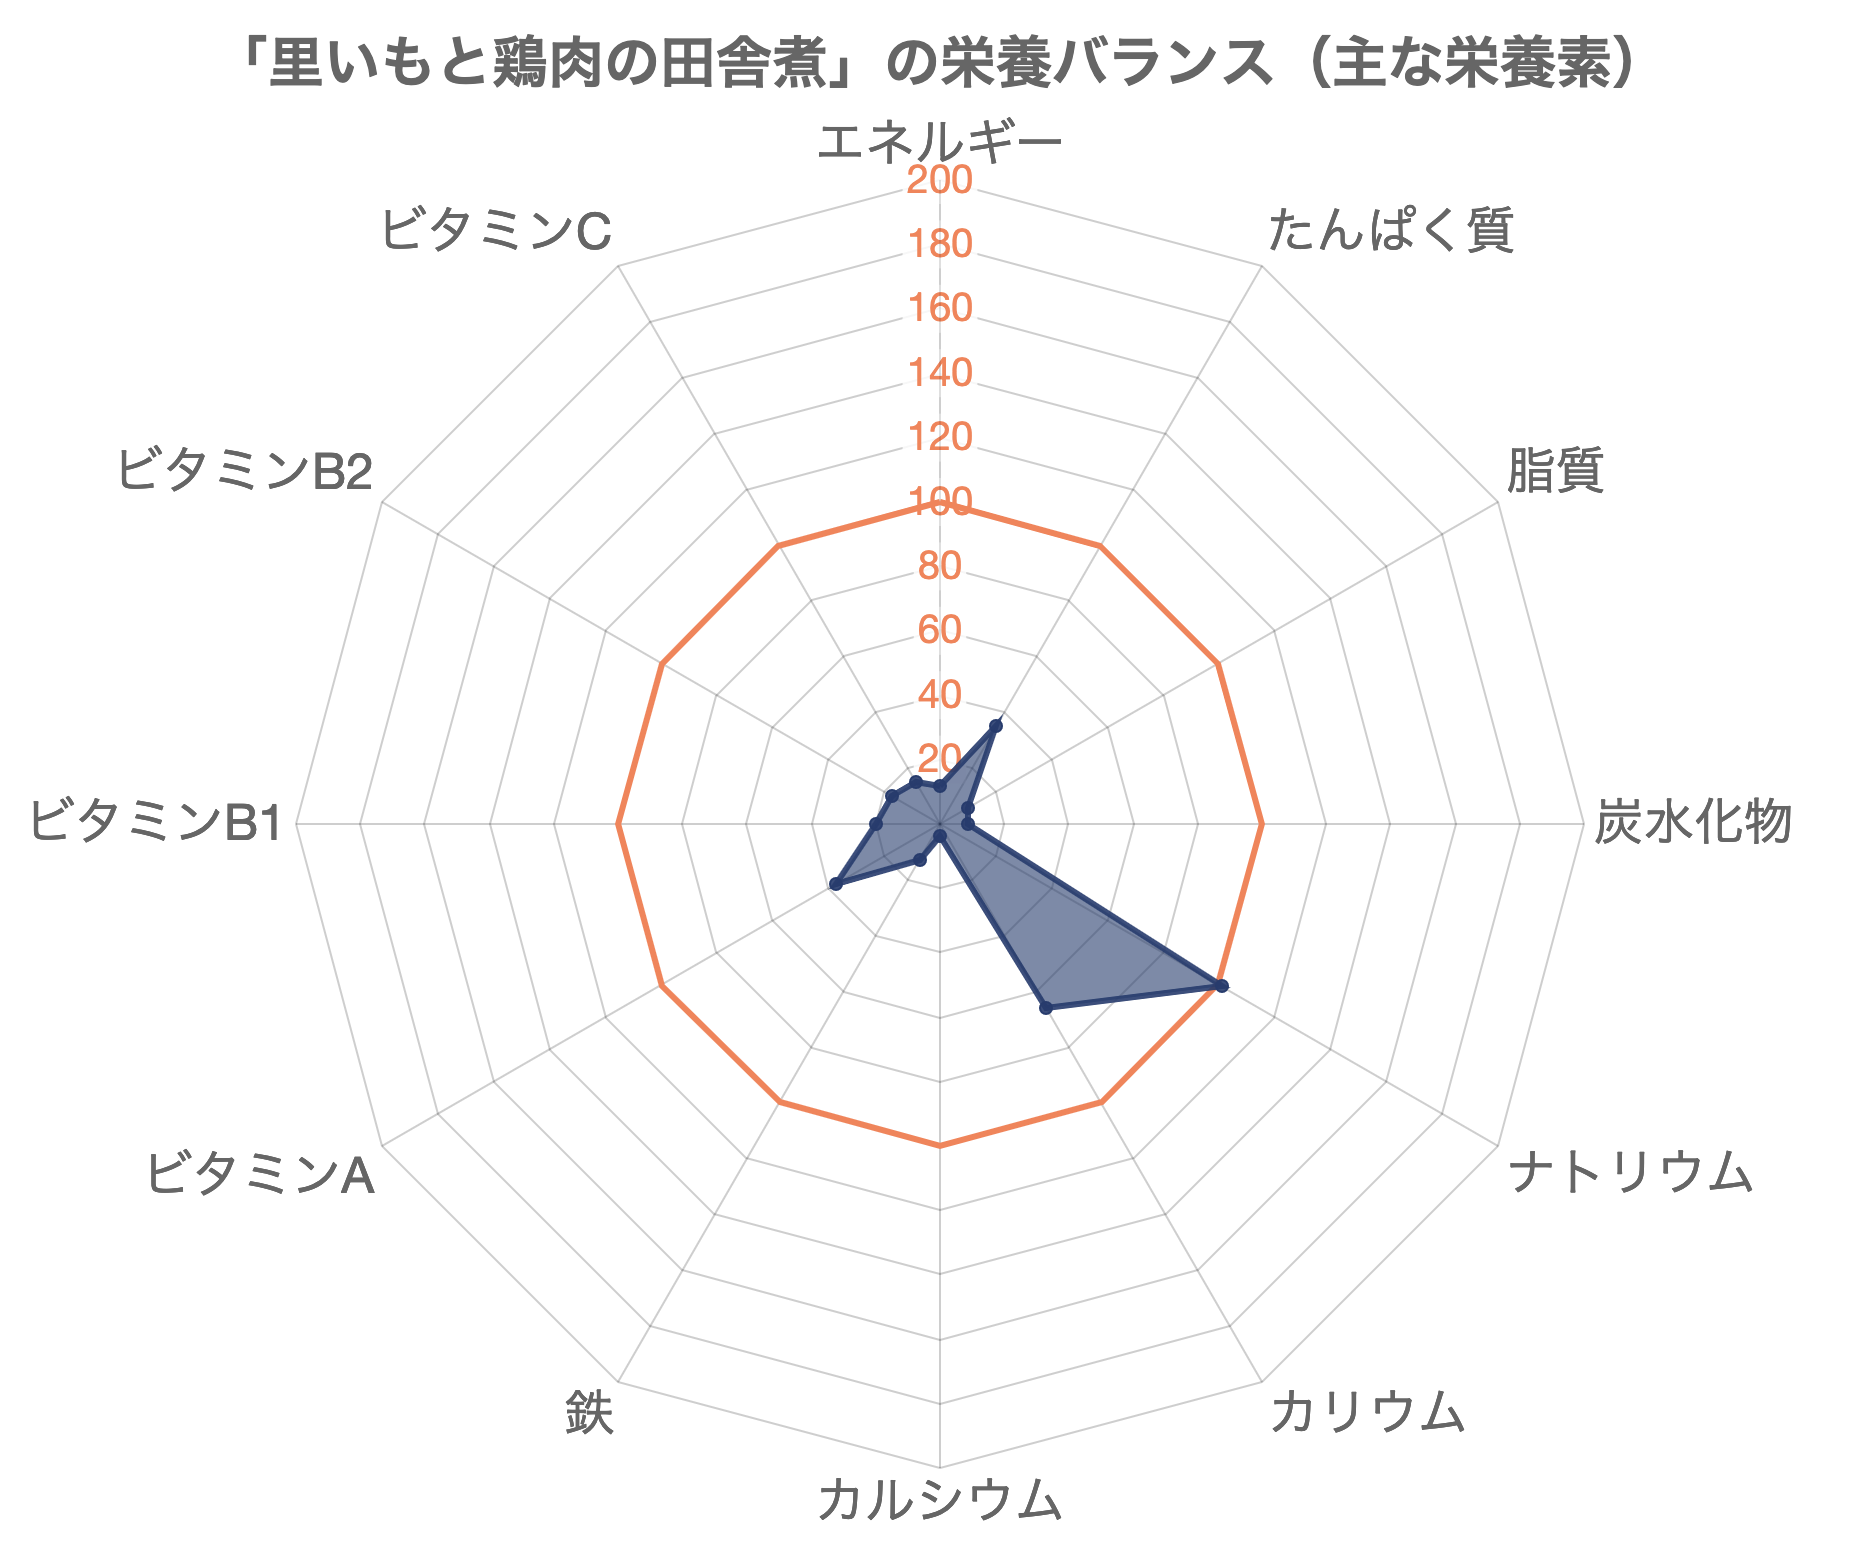 「里いもと鶏肉の田舎煮」の栄養バランス（主な栄養素）
エネルギー
たんぱく質
脂質
炭水化物
ナトリウム
カリウム
カルシウム
鉄
ビタミンA
ビタミンB1
ビタミンB2
ビタミンC
200
180
160
140
120
100
80
60
40
20